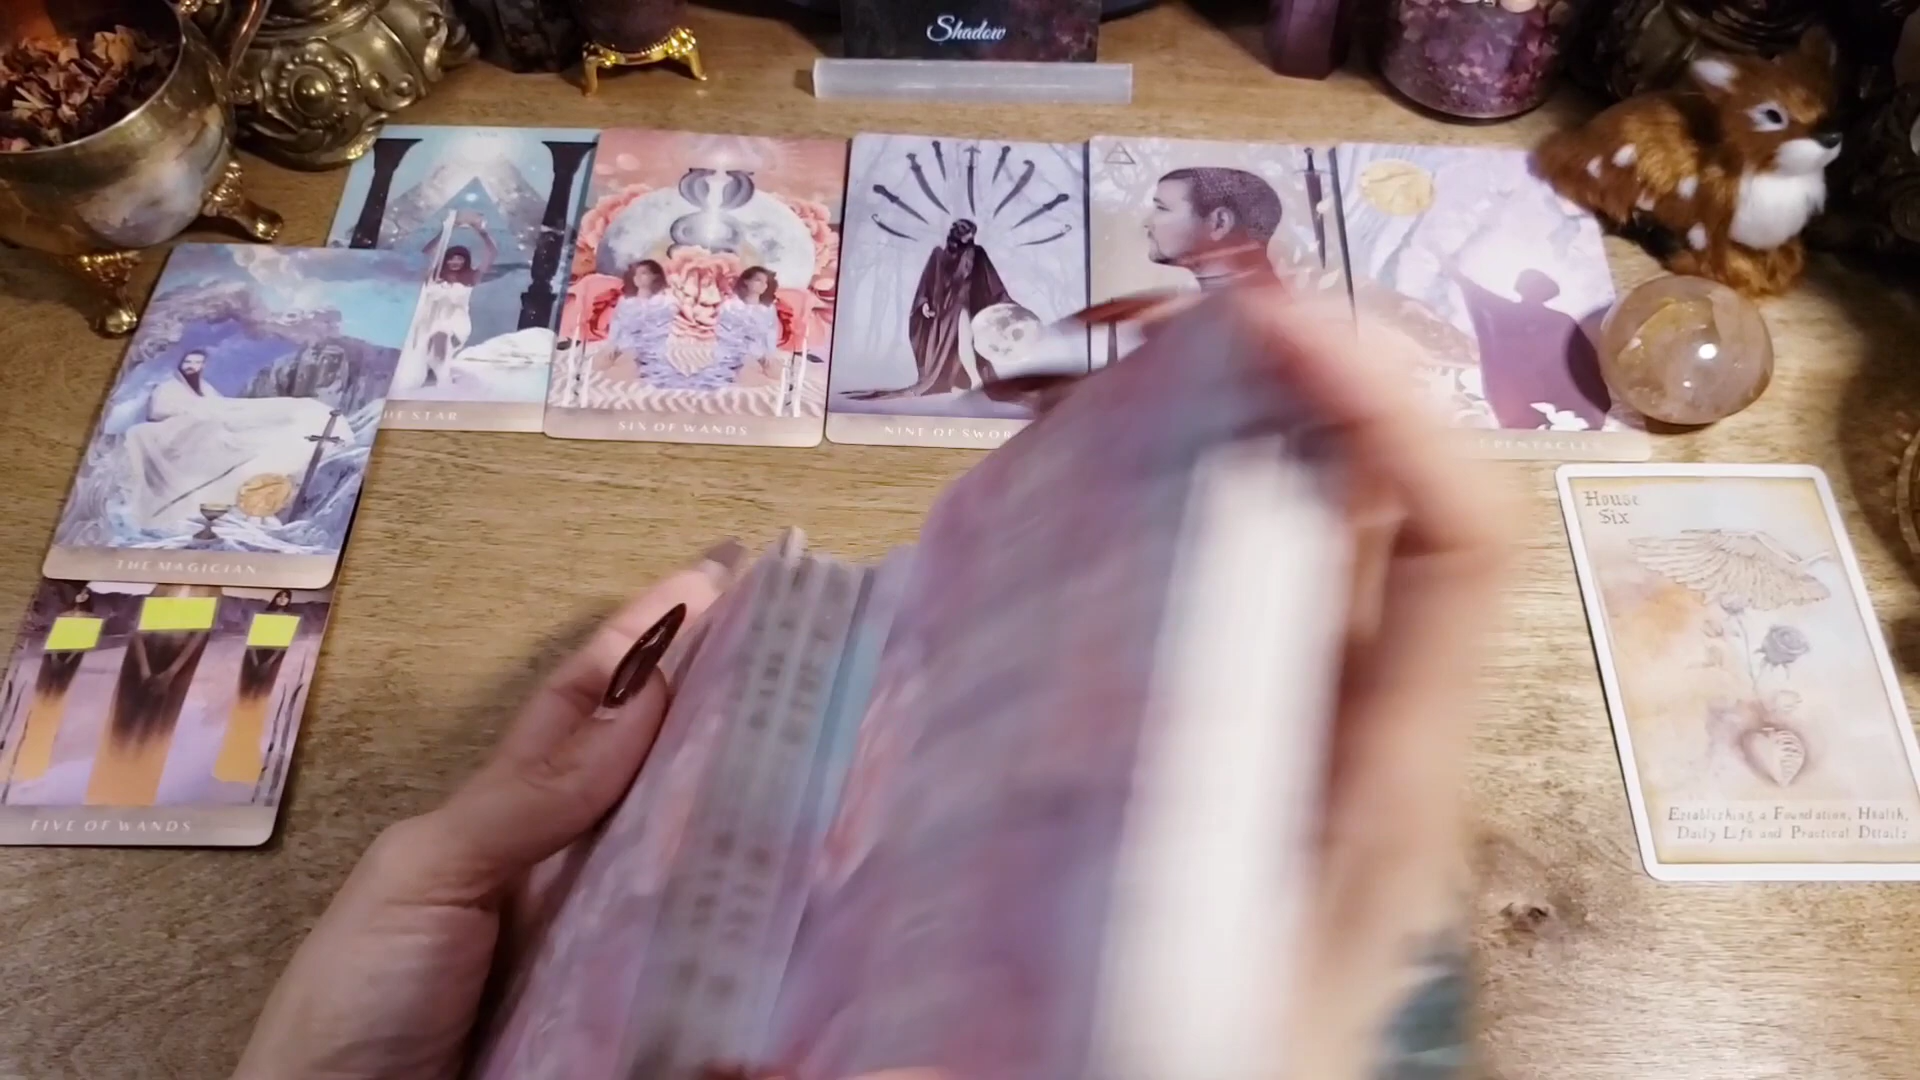 Shadow
HE STAR
SIX OF WANDS
NINE OF SWOR
PENTACLES
House
Six
THE MAGICIAN
FIVE OF WANDS
Establishing a Foundation, Health,
Daily Life and Practical Details